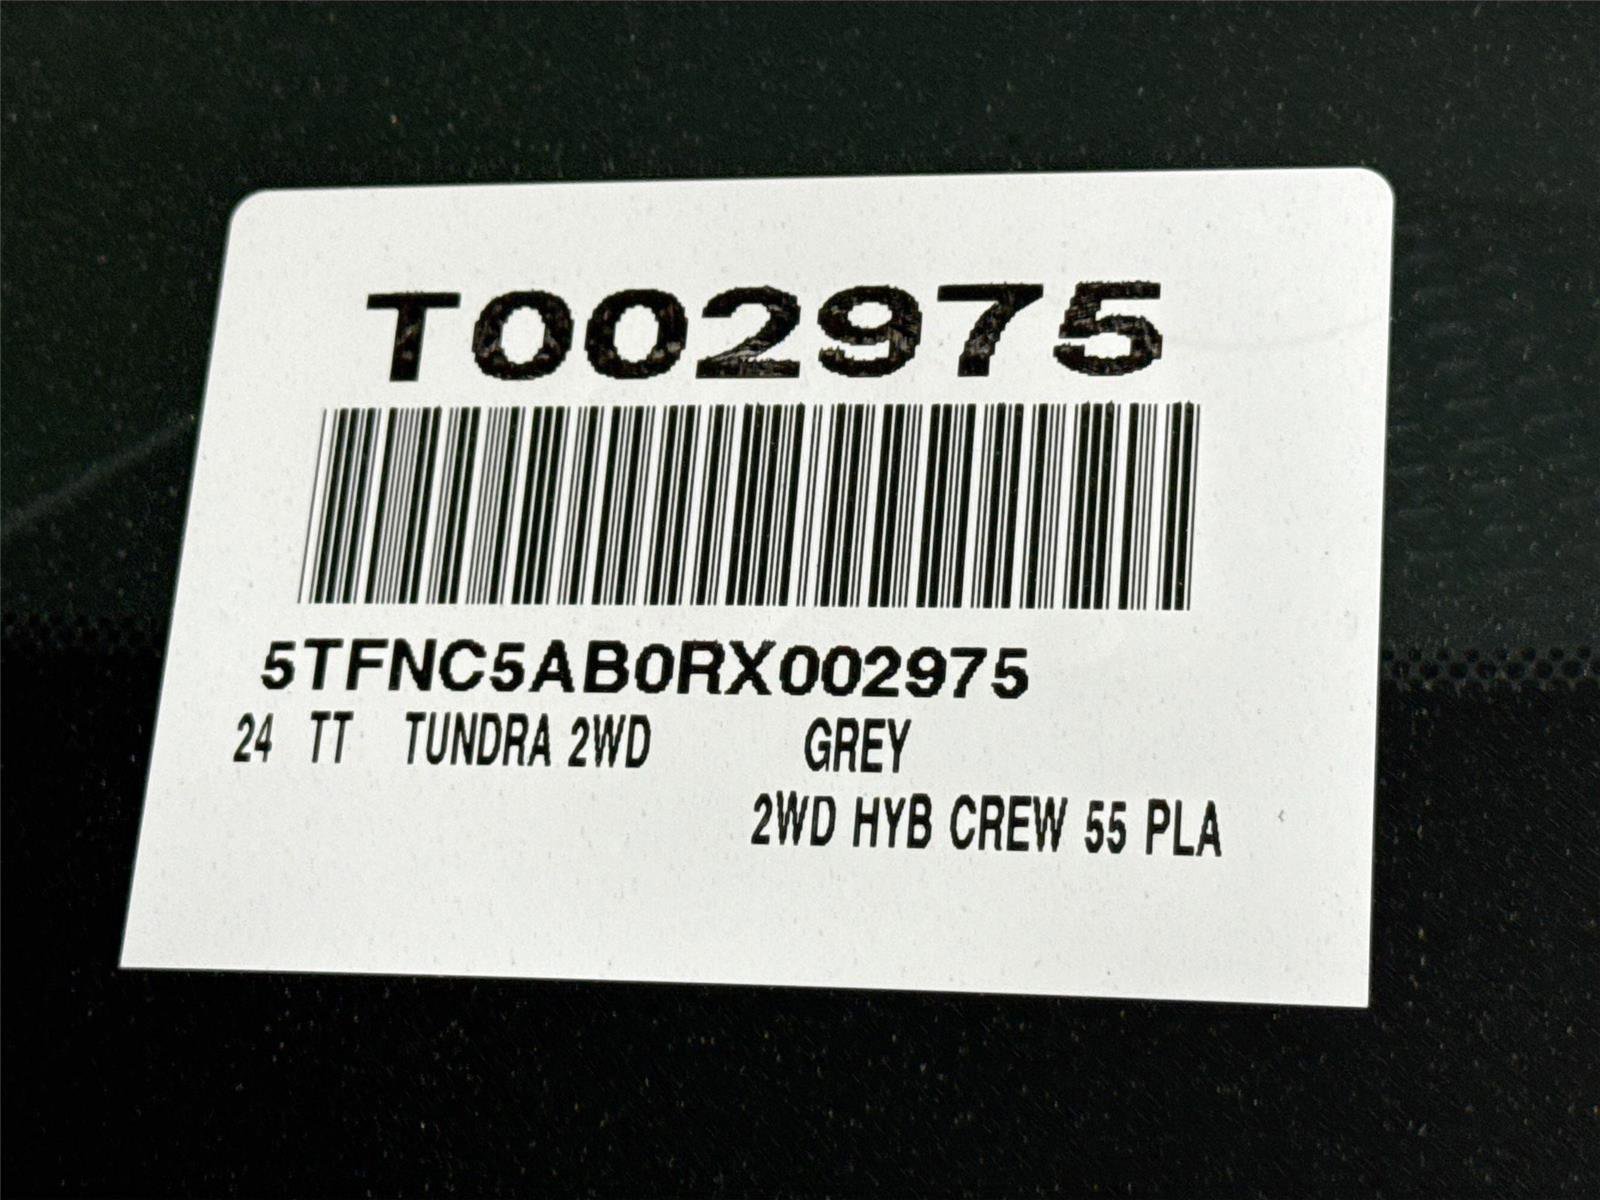 T002975
5TFNC5AB0RX002975
24 TT TUNDRA 2WD GREY
2WD HYB CREW 55 PLA